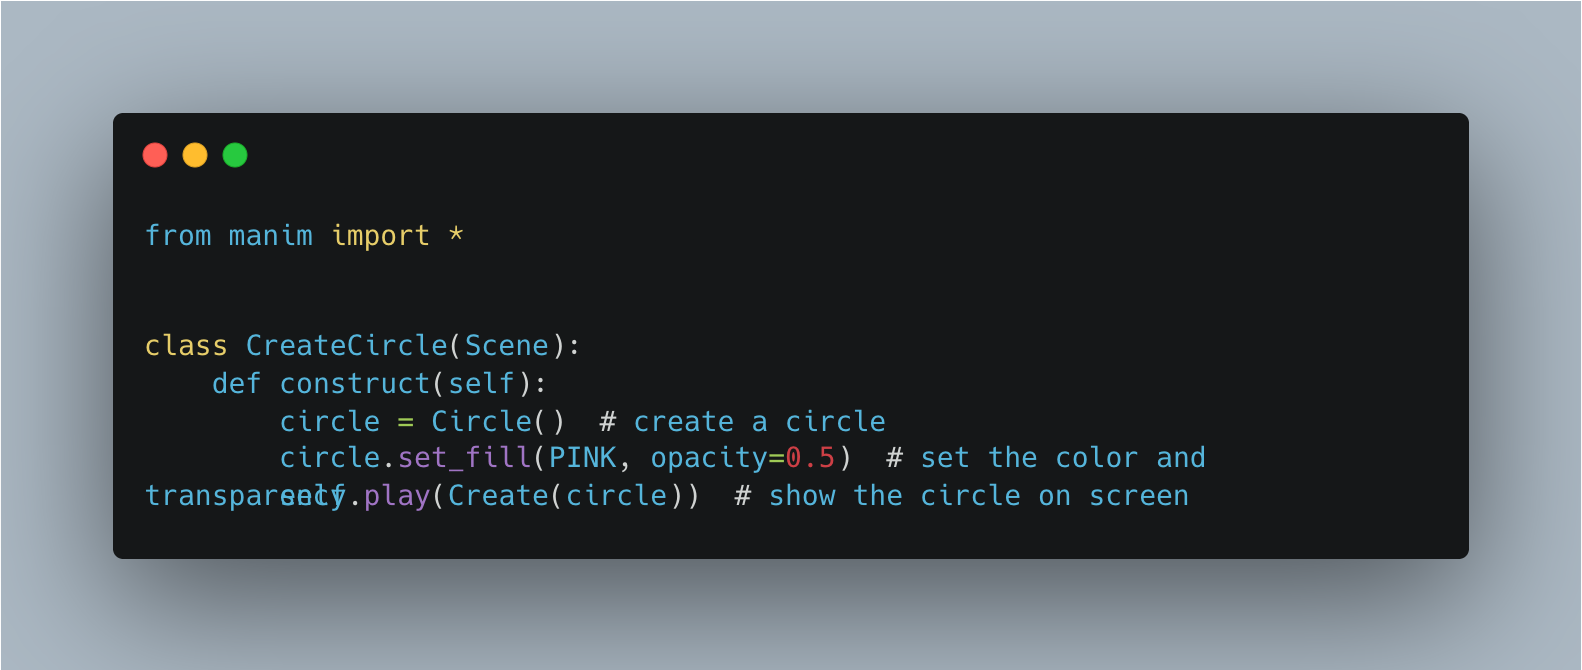 from manim import *
class CreateCircle(Scene):
    def construct(self):
        circle = Circle()  # create a circle
        circle.set_fill(PINK, opacity=0.5)  # set the color and
transparency
        self.play(Create(circle))  # show the circle on screen